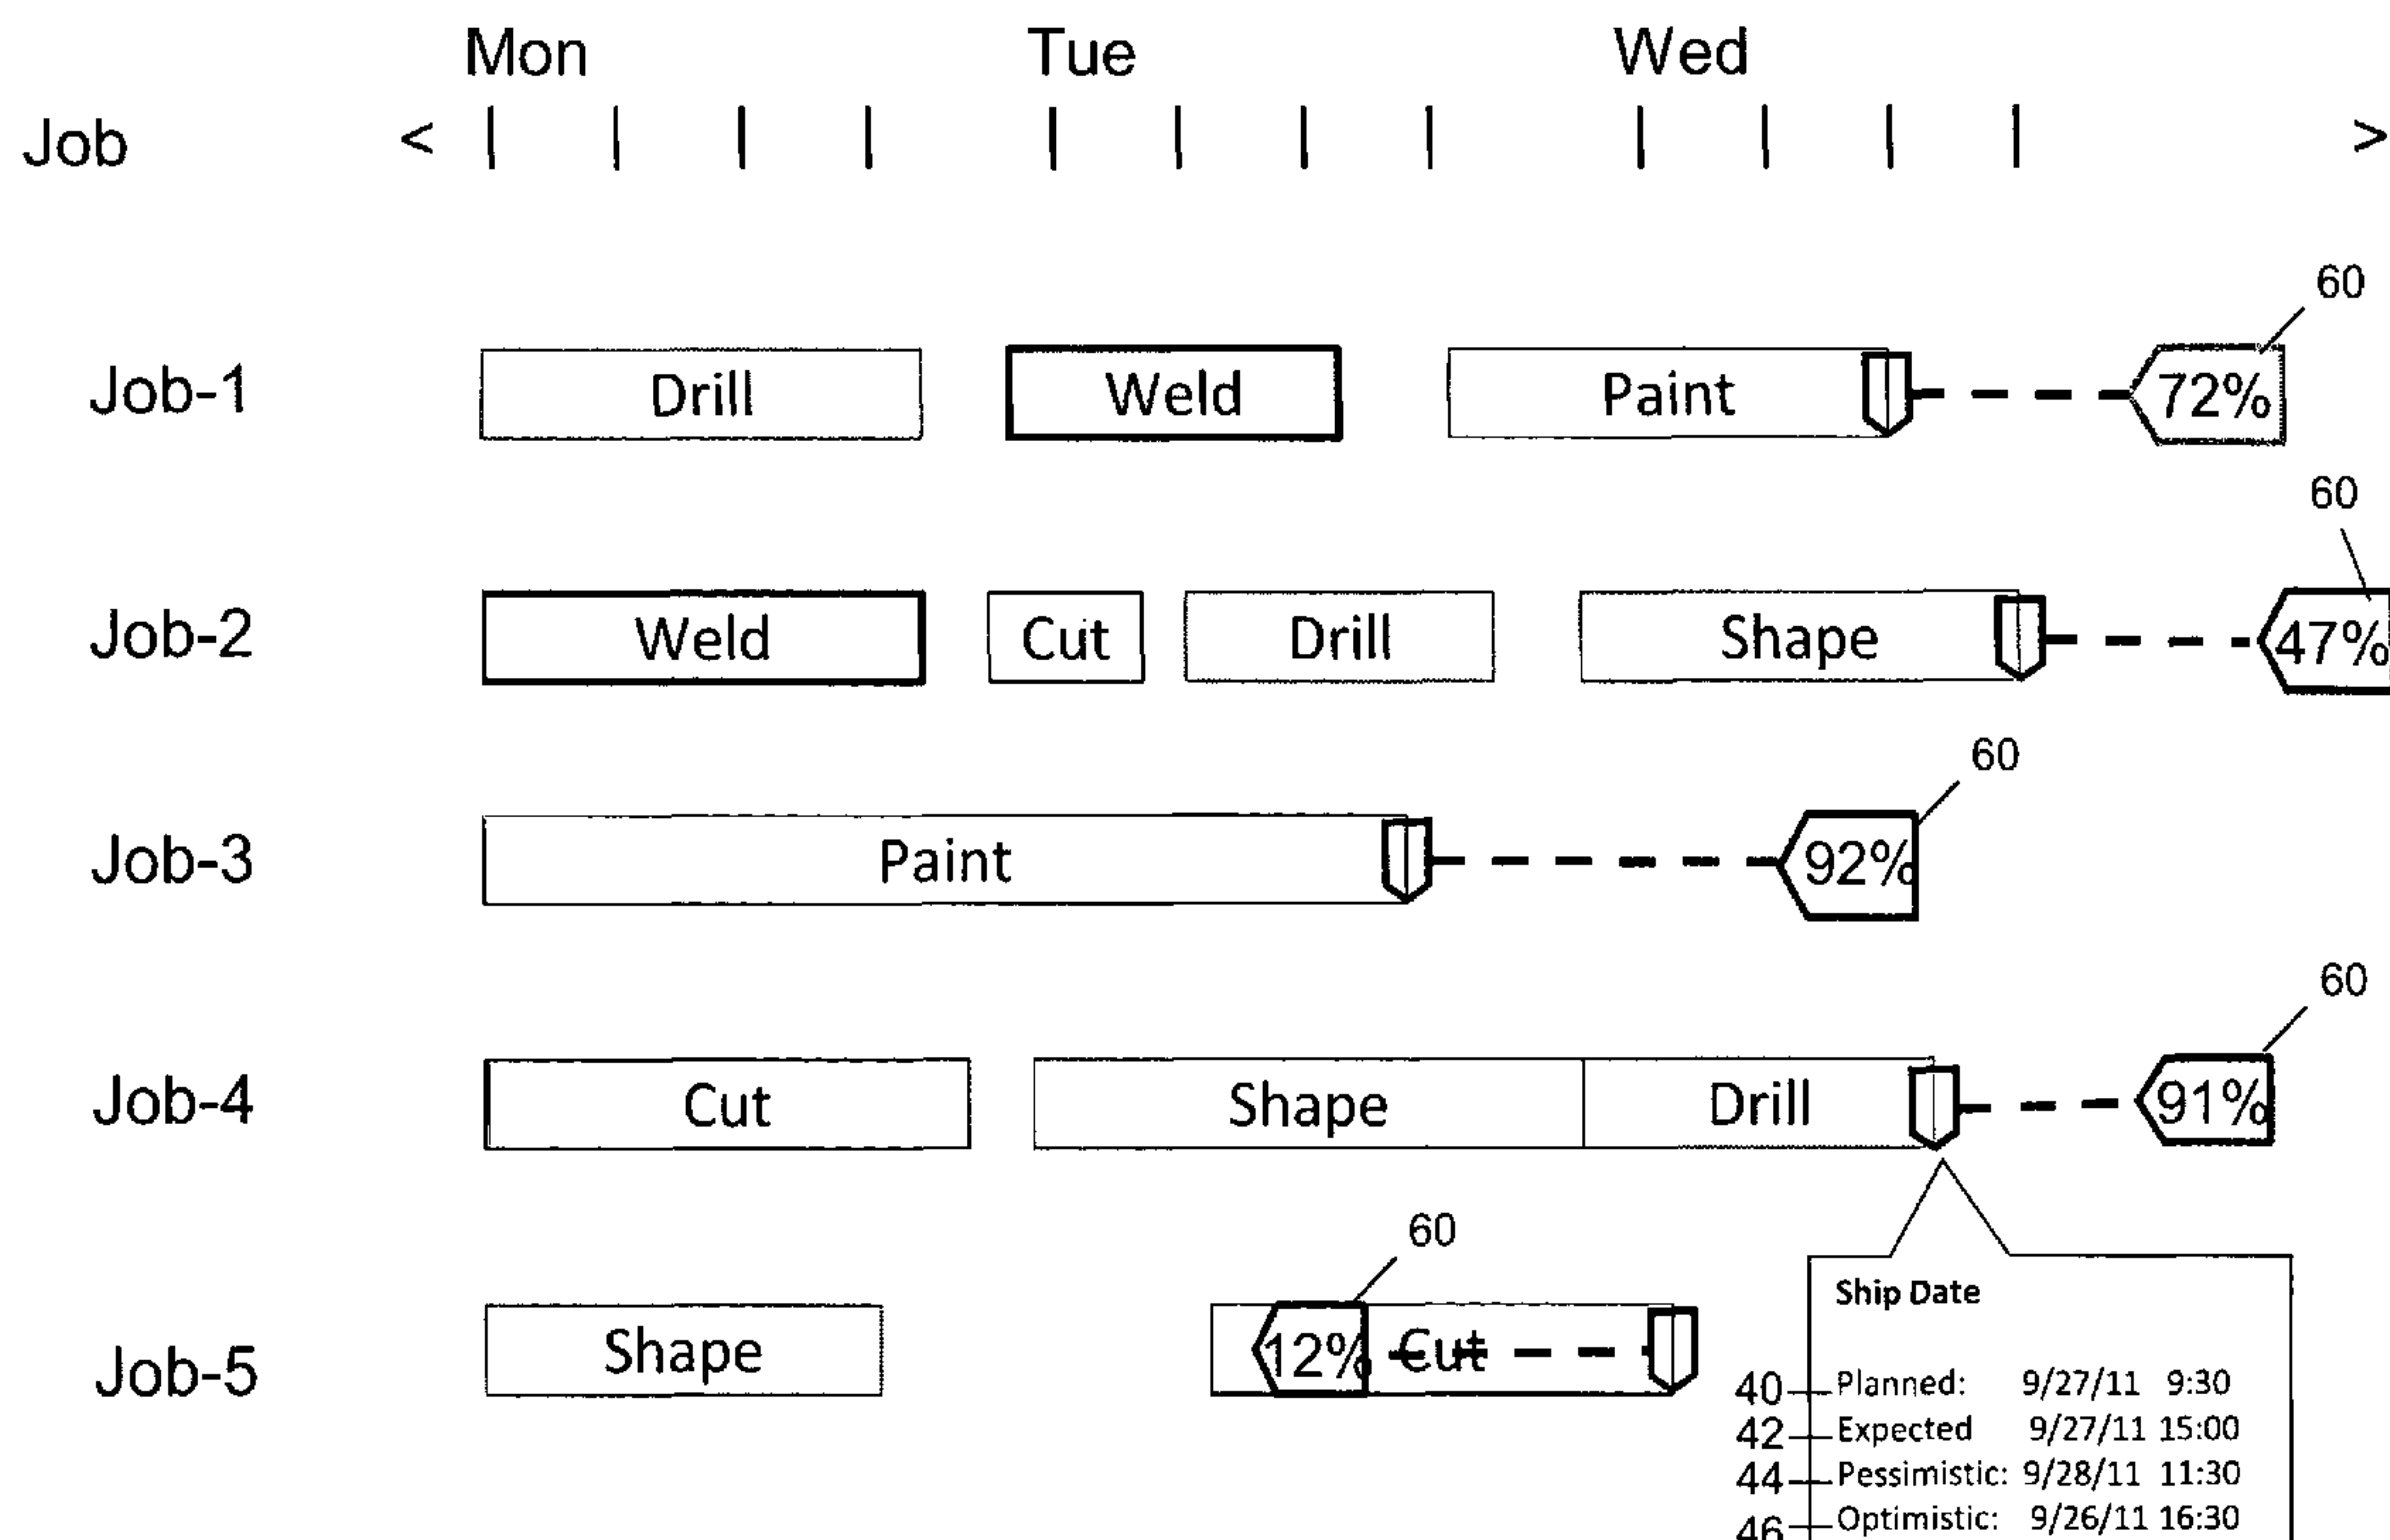 Mon Tue Wed
Job < >
60
Job-1 Drill Weld Paint 72%
60
Job-2 Weld Cut Drill Shape 47%
60
Job-3 Paint 92%
60
Job-4 Cut Shape Drill 91%
60
Ship Date
Job-5 Shape 12% Cut
40 Planned: 9/27/11 9:30
42 Expected 9/27/11 15:00
44 Pessimistic: 9/28/11 11:30
46 Optimistic: 9/26/11 16:30